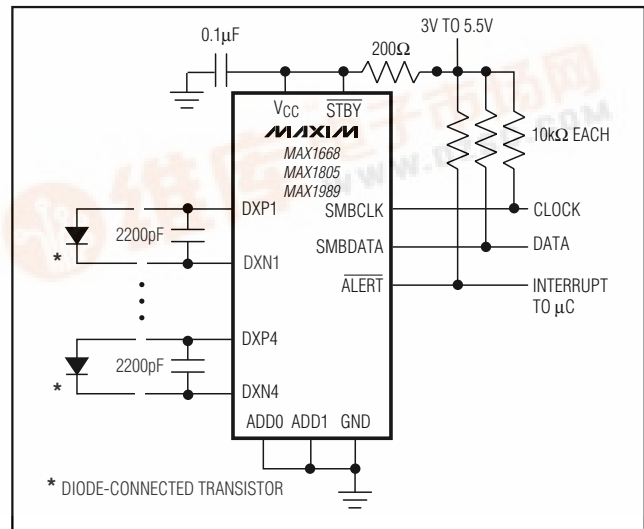 3V TO 5.5V
0.1µF
200Ω
VCC
STBY
MAXIM
MAX1668
MAX1805
MAX1989
10kΩ EACH
DXP1
SMBCLK
CLOCK
2200pF
SMBDATA
DATA
*
DXN1
ALERT
INTERRUPT
TO µC
DXP4
2200pF
*
DXN4
ADD0 ADD1 GND
* DIODE-CONNECTED TRANSISTOR